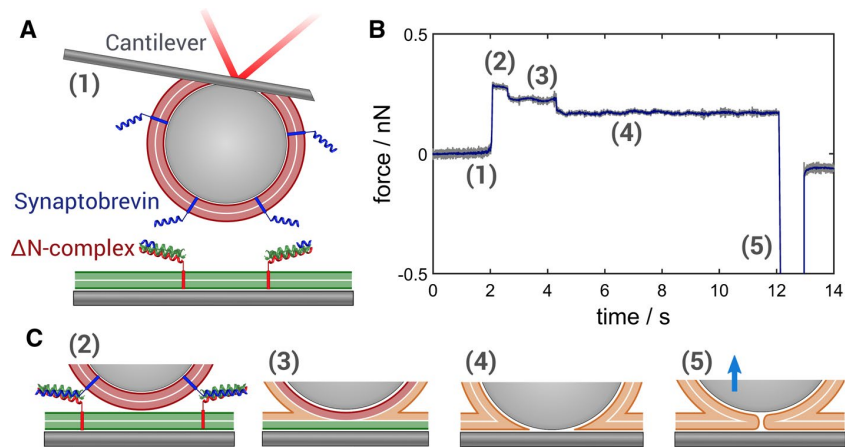 A
Cantilever
(1)
Synaptobrevin
ΔN-complex
B
force / nN
0.5
0
-0.5
(1)
(2)
(3)
(4)
(5)
0 2 4 6 8 10 12 14
time / s
C
(2)
(3)
(4)
(5)